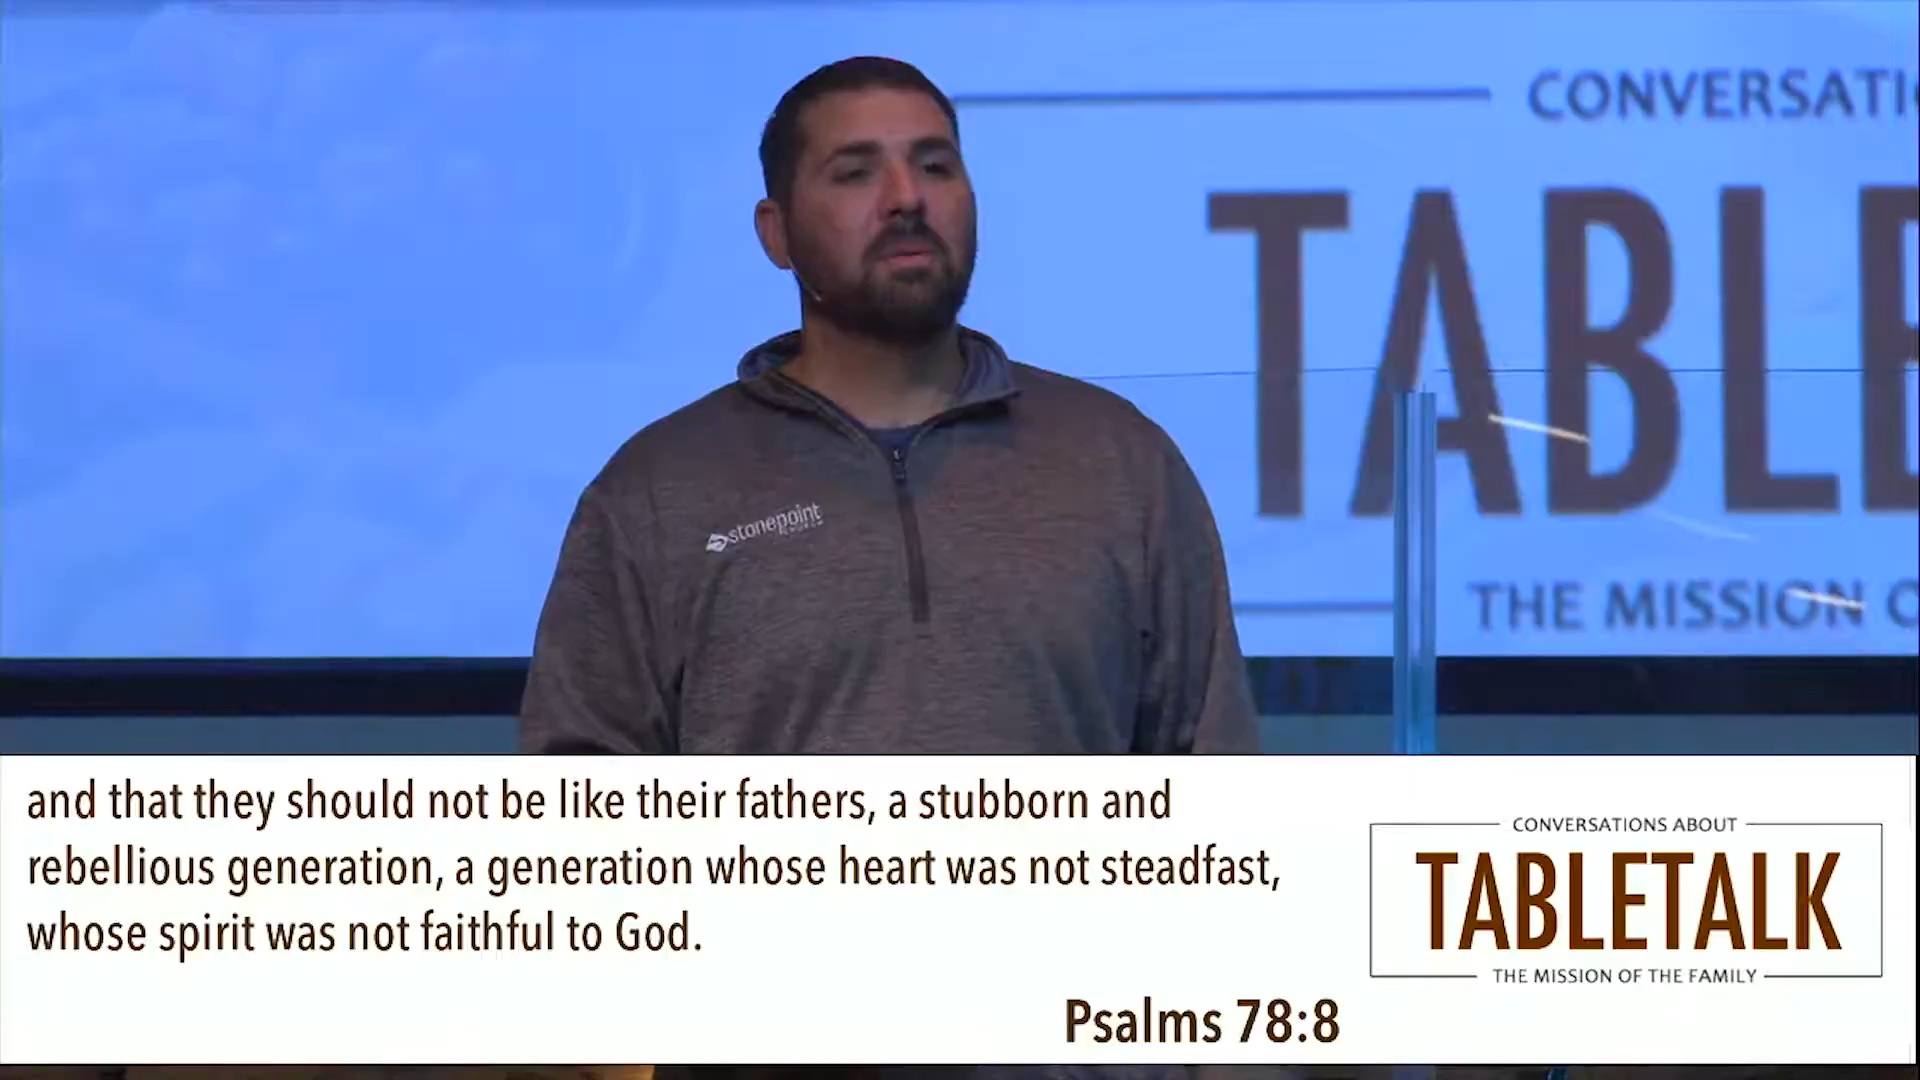 CONVERSATI
TABLE
THE MISSION O
stonepoint
CHURCH
and that they should not be like their fathers, a stubborn and
rebellious generation, a generation whose heart was not steadfast,
whose spirit was not faithful to God.
Psalms 78:8
CONVERSATIONS ABOUT
TABLETALK
THE MISSION OF THE FAMILY